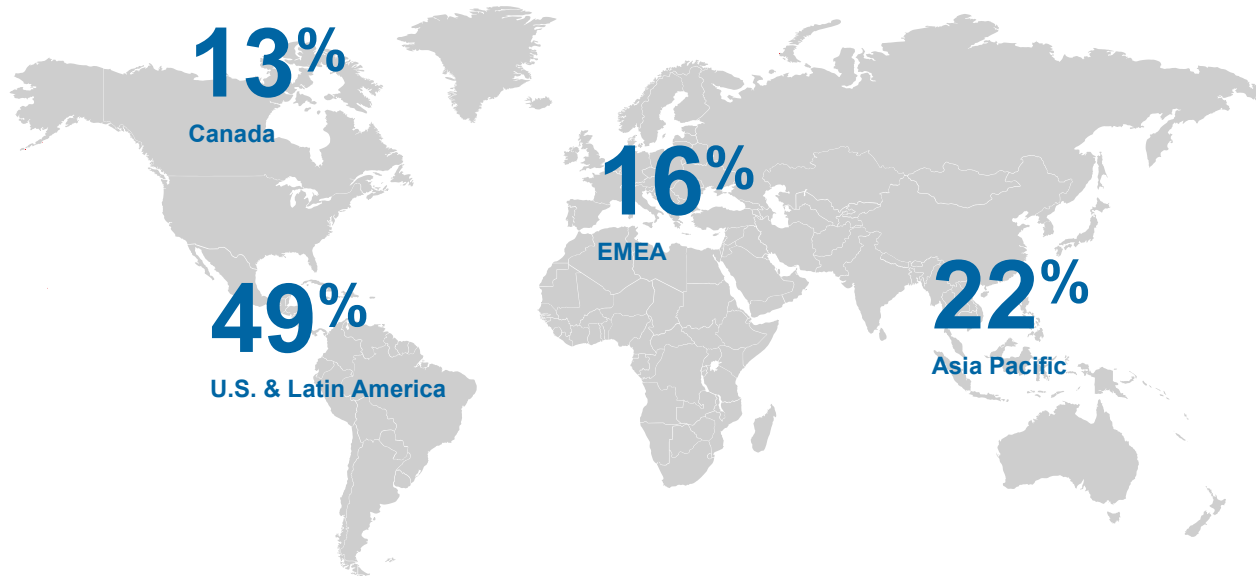 13%
Canada
16%
EMEA
22%
Asia Pacific
49%
U.S. & Latin America